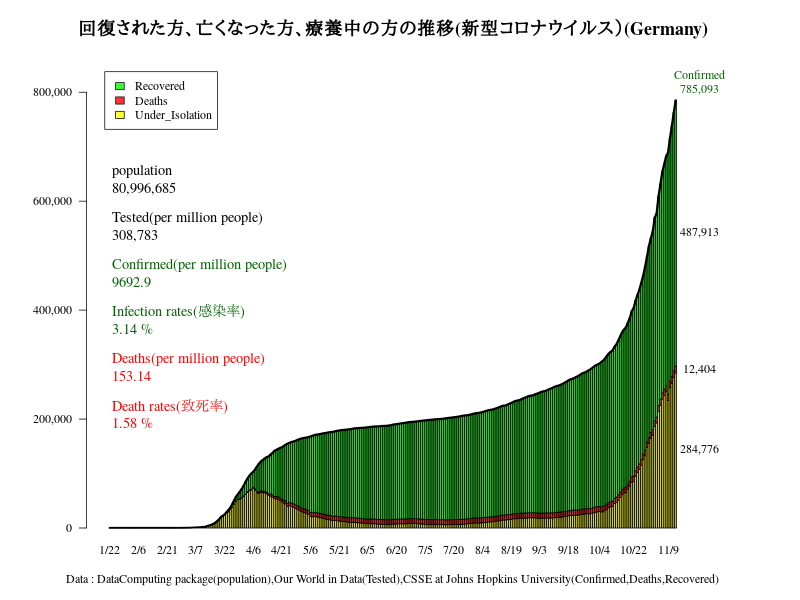 回復された方、亡くなった方、療養中の方の推移(新型コロナウイルス）(Germany)
Confirmed
785,093
Recovered
Deaths
Under_Isolation
population
80,996,685
Tested(per million people)
308,783
Confirmed(per million people)
9692.9
Infection rates(感染率)
3.14 %
Deaths(per million people)
153.14
Death rates(致死率)
1.58 %
800,000
600,000
400,000
200,000
0
487,913
12,404
284,776
1/22 2/6 2/21 3/7 3/22 4/6 4/21 5/6 5/21 6/5 6/20 7/5 7/20 8/4 8/19 9/3 9/18 10/4 10/22 11/9
Data : DataComputing package(population),Our World in Data(Tested),CSSE at Johns Hopkins University(Confirmed,Deaths,Recovered)